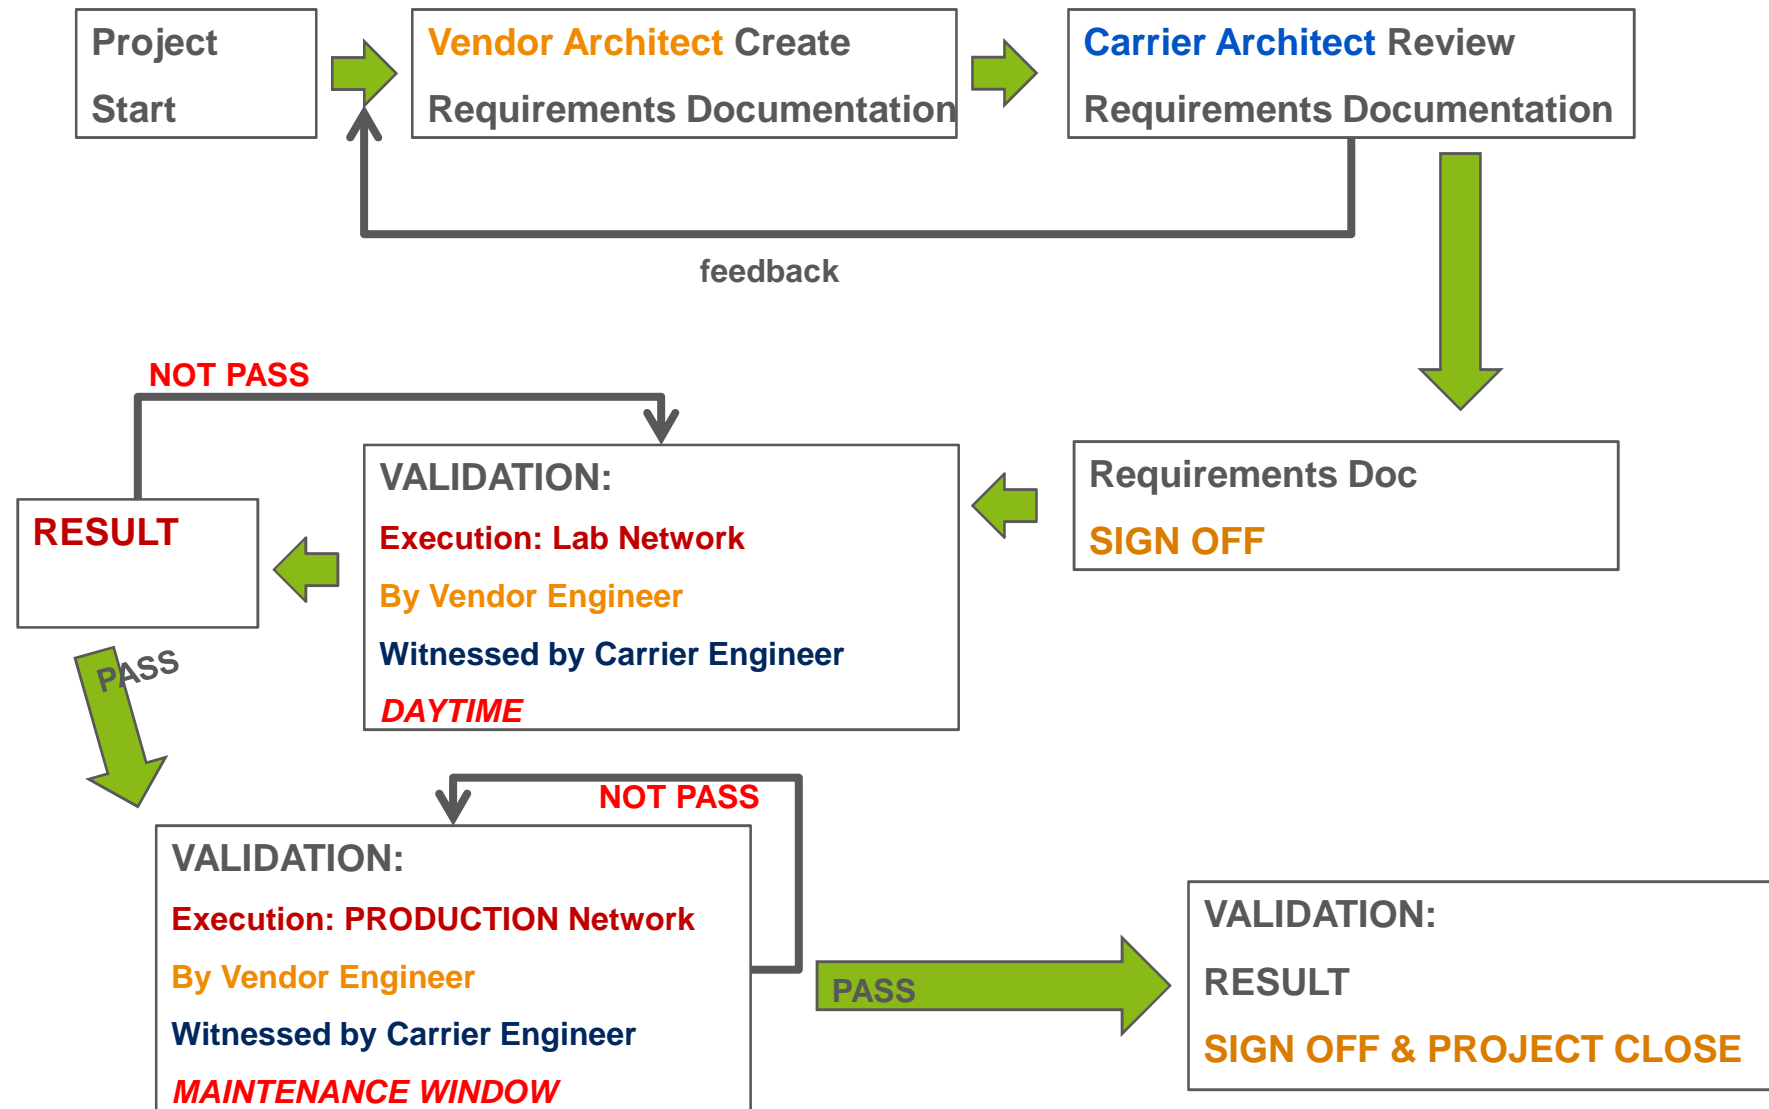 Project
Start
Vendor Architect Create
Requirements Documentation
Carrier Architect Review
Requirements Documentation
feedback
NOT PASS
RESULT
VALIDATION:
Execution: Lab Network
By Vendor Engineer
Witnessed by Carrier Engineer
DAYTIME
Requirements Doc
SIGN OFF
PASS
NOT PASS
VALIDATION:
Execution: PRODUCTION Network
By Vendor Engineer
Witnessed by Carrier Engineer
MAINTENANCE WINDOW
PASS
VALIDATION:
RESULT
SIGN OFF & PROJECT CLOSE